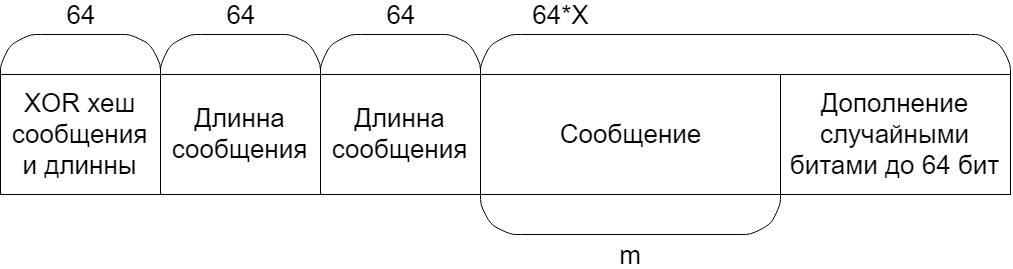 64 64 64 64*X
XOR хеш
сообщения
и длинны
Длинна
сообщения
Длинна
сообщения
Сообщение
Дополнение
случайными
битами до 64 бит
m